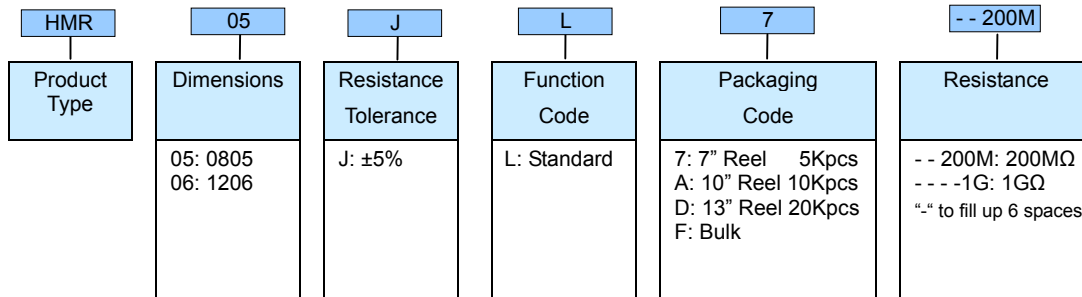 HMR
05
J
L
7
- - 200M
Product
Type
Dimensions
Resistance
Tolerance
Function
Code
Packaging
Code
Resistance
05: 0805
06: 1206
J: ±5%
L: Standard
7: 7” Reel 5Kpcs
A: 10” Reel 10Kpcs
D: 13” Reel 20Kpcs
F: Bulk
- - 200M: 200MΩ
- - - -1G: 1GΩ
“-“ to fill up 6 spaces